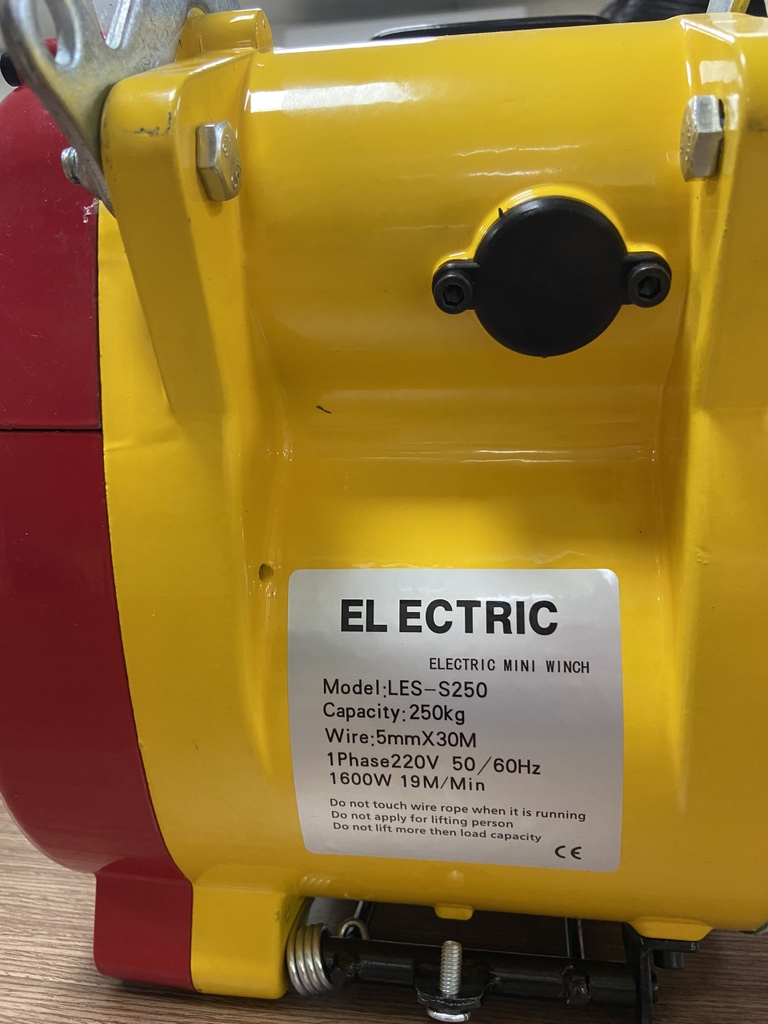 ELECTRIC
ELECTRIC MINI WINCH
Model:LES-S250
Capacity:250kg
Wire:5mmX30M
1Phase220V 50/60Hz
1600W 19M/Min
Do not touch wire rope when it is running
Do not apply for lifting person
Do not lift more then load capacity
CE